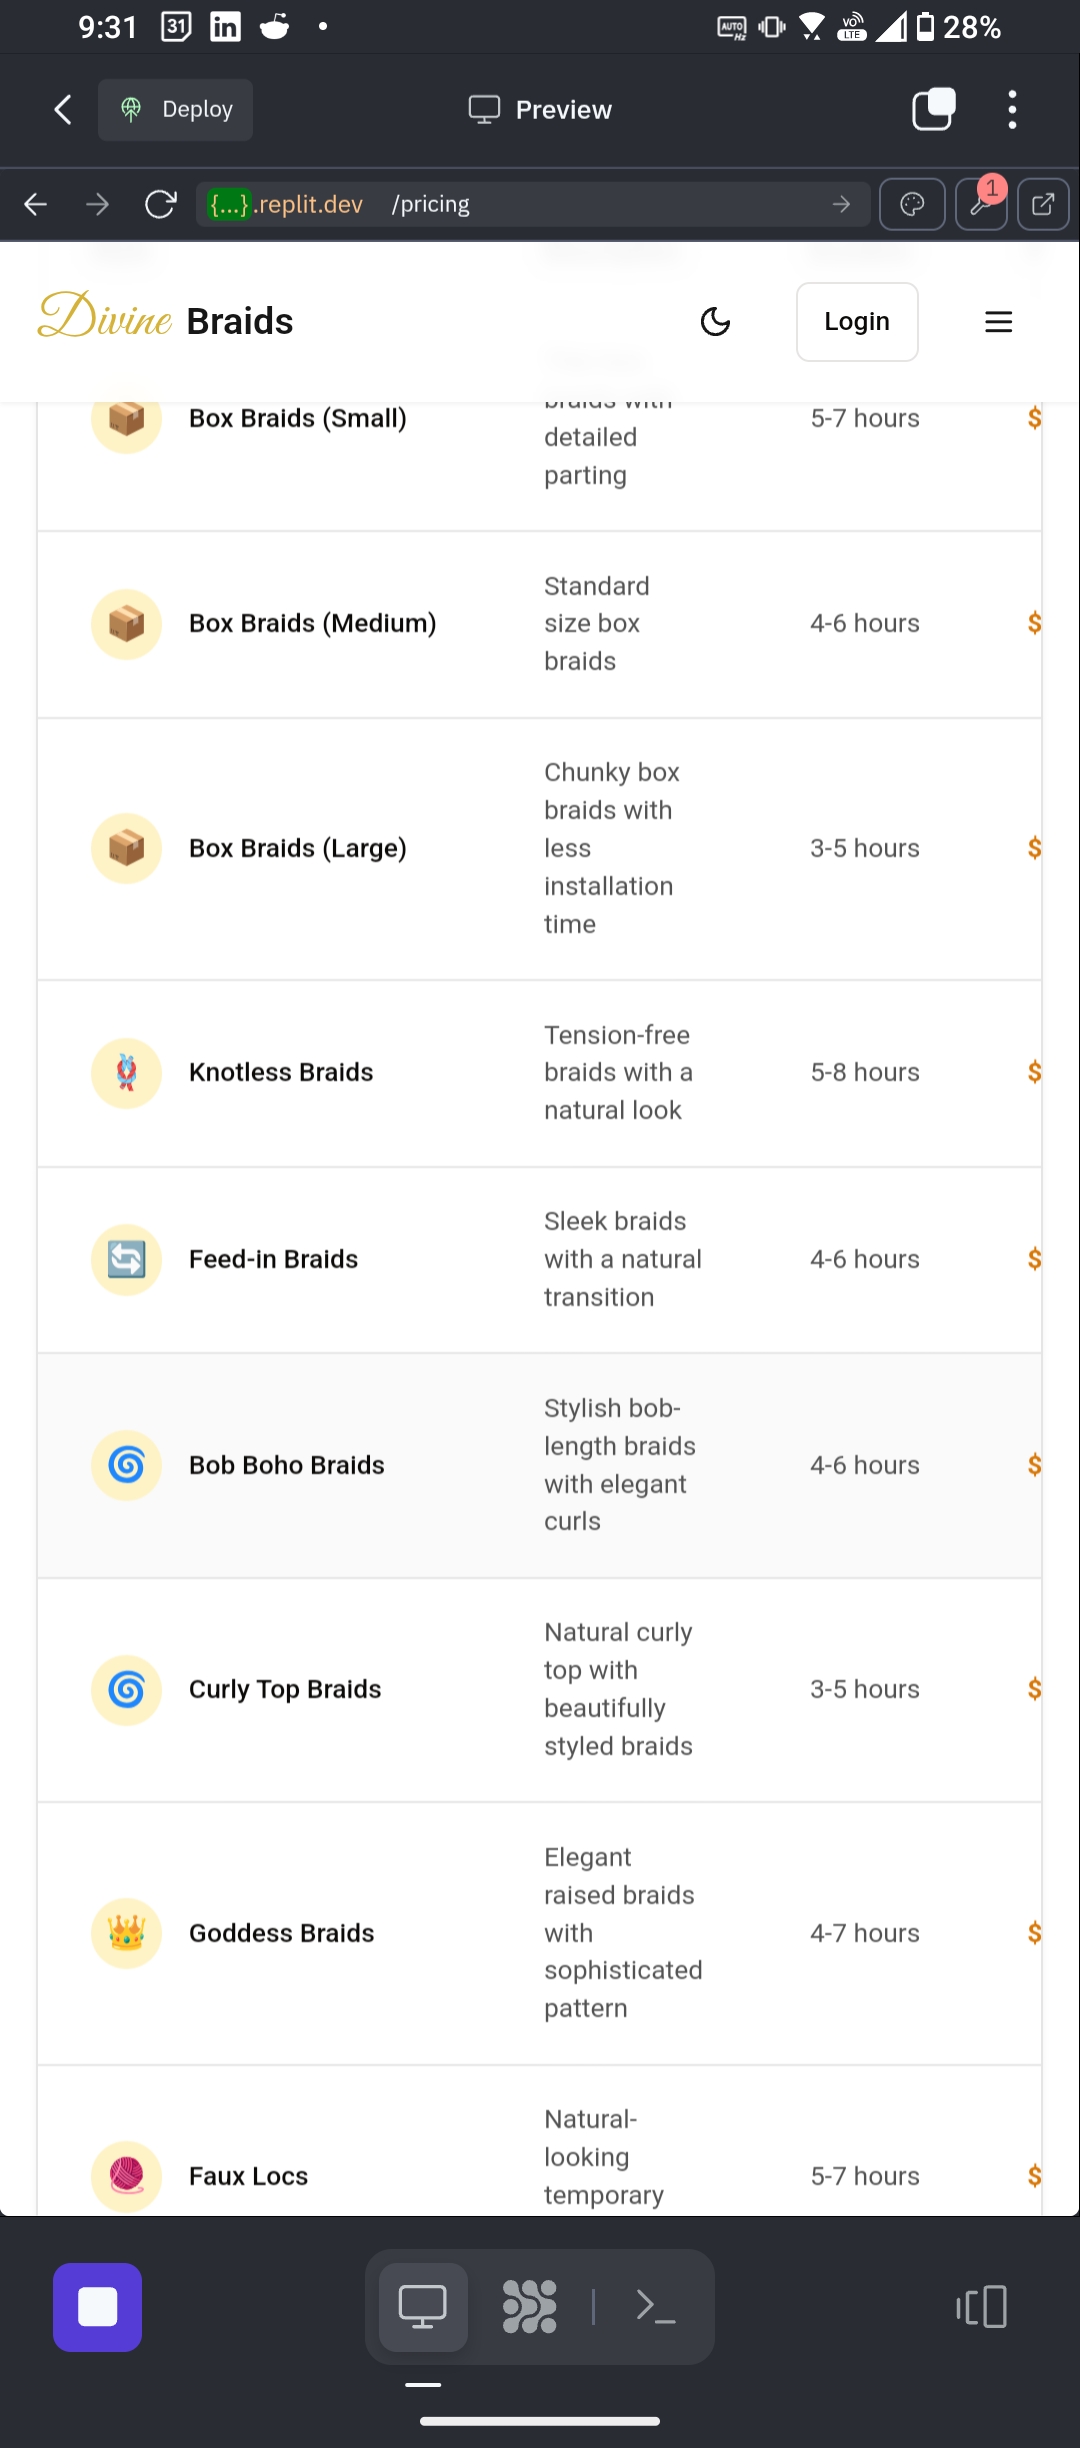 9:31
31
in
AUTO
Hz
VO
LTE
28%
Deploy
Preview
{...}.replit.dev /pricing
1
Divine Braids
Login
braids with
Box Braids (Small)
5-7 hours
$
detailed
parting
Standard
Box Braids (Medium)
size box
4-6 hours
$
braids
Chunky box
braids with
Box Braids (Large)
less
3-5 hours
$
installation
time
Tension-free
Knotless Braids
braids with a
5-8 hours
$
natural look
Sleek braids
Feed-in Braids
with a natural
4-6 hours
$
transition
Stylish bob-
length braids
Bob Boho Braids
4-6 hours
$
with elegant
curls
Natural curly
top with
Curly Top Braids
3-5 hours
$
beautifully
styled braids
Elegant
raised braids
Goddess Braids
with
4-7 hours
$
sophisticated
pattern
Natural-
looking
Faux Locs
5-7 hours
$
temporary